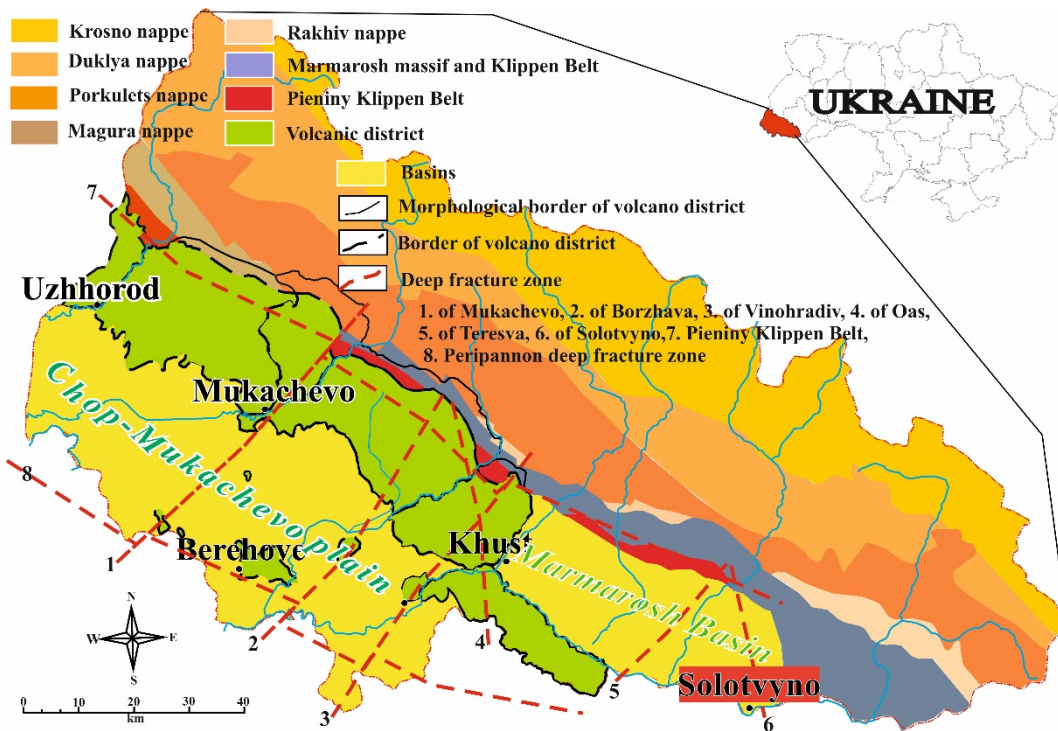 Krosno nappe
Duklya nappe
Porkulets nappe
Magura nappe
Rakhiv nappe
Marmarosh massif and Klippen Belt
Pieniny Klippen Belt
Volcanic district
Basins
Morphological border of volcano district
Border of volcano district
Deep fracture zone
1. of Mukachevo, 2. of Borzhava, 3. of Vinohradiv, 4. of Oas,
5. of Teresva, 6. of Solotvyno,7. Pieniny Klippen Belt,
8. Peripannon deep fracture zone
UKRAINE
7
Uzhhorod
Mukachevo
Chop-Mukachevo plain
8
Berehove
Khust
Marmarosh Basin
1
2
3
4
5
Solotvyno
6
N
W E
S
0 10 20 30 40
km